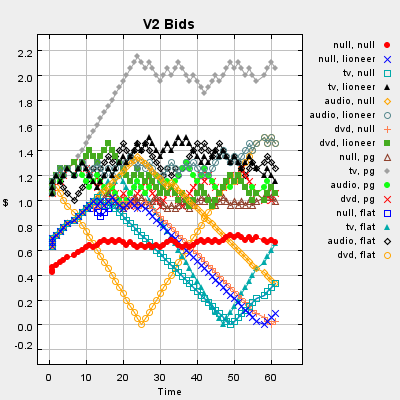 V2 Bids
2.2
2.0
1.8
1.6
1.4
1.2
1.0
0.8
0.6
0.4
0.2
0.0
-0.2
$
0 10 20 30 40 50 60
Time
null, null
null, lioneer
tv, null
tv, lioneer
audio, null
audio, lioneer
dvd, null
dvd, lioneer
null, pg
tv, pg
audio, pg
dvd, pg
null, flat
tv, flat
audio, flat
dvd, flat